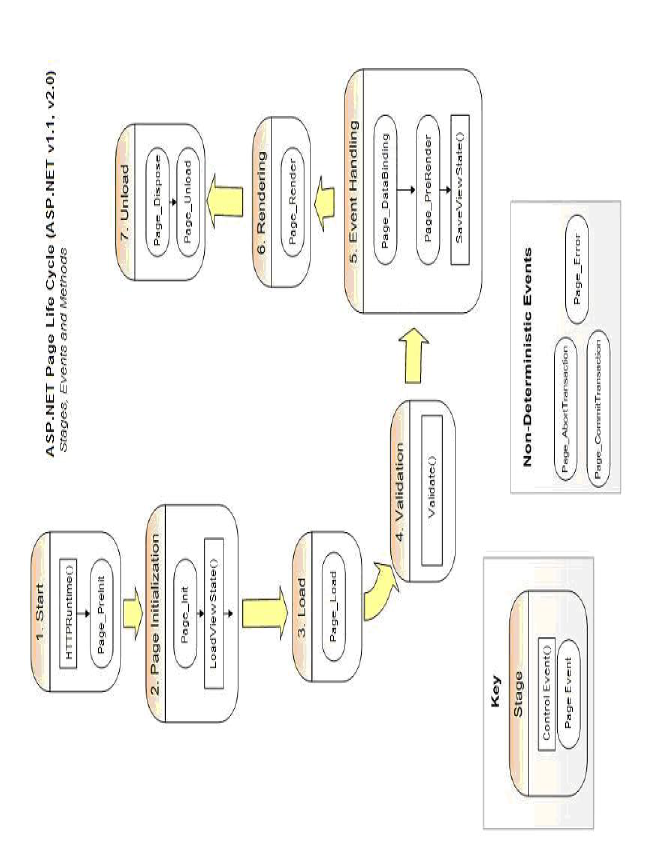 ASP.NET Page Life Cycle (ASP.NET v1.1, v2.0)
Stages, Events and Methods
1. Start
HTTPRuntime()
Page_PreInit
2. Page Initialization
Page_Init
LoadViewState()
3. Load
Page_Load
4. Validation
Validate()
5. Event Handling
Page_DataBinding
Page_PreRender
SaveViewState()
6. Rendering
Page_Render
7. Unload
Page_Dispose
Page_Unload
Key
Stage
Control Event()
Page Event
Non-Deterministic Events
Page_AbortTransaction
Page_CommitTransaction
Page_Error